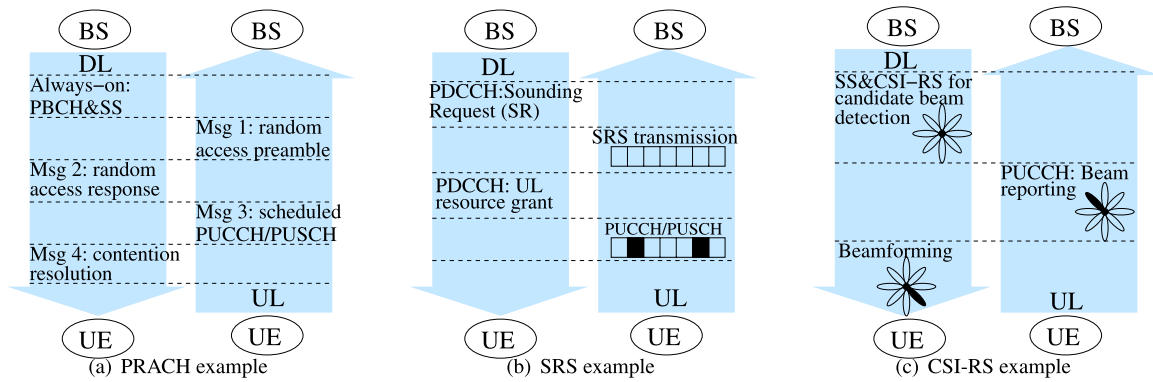 BS
BS
DL
Always−on:
PBCH&SS
Msg 1: random
access preamble
Msg 2: random
access response
Msg 3: scheduled
PUCCH/PUSCH
Msg 4: contention
resolution
UL
UE
UE
(a) PRACH example
BS
BS
DL
PDCCH:Sounding
Request (SR)
SRS transmission
PDCCH: UL
resource grant
PUCCH/PUSCH
UL
UE
UE
(b) SRS example
BS
BS
DL
SS&CSI−RS for
candidate beam
detection
PUCCH: Beam
reporting
Beamforming
UL
UE
UE
(c) CSI-RS example